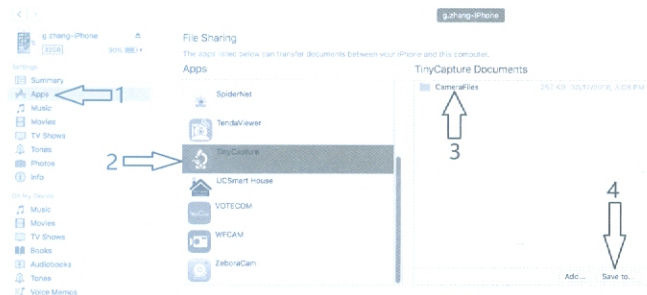 g.zhang-iPhone
g.zhang-iPhone
32GB
30%
File Sharing
The apps listed below can transfer documents between your iPhone and this computer.
Settings
Apps
TinyCapture Documents
Summary
SpiderNet
CameraFiles
Apps
1
Music
3
Movies
TendaViewer
TV Shows
Tones
2
TinyCapture
Photos
Info
UCSmart House
4
On My Device
Music
VOTECOM
Movies
TV Shows
WFCAM
Books
Audiobooks
ZeboraCam
Tones
Add...
Save to...
Voice Memos